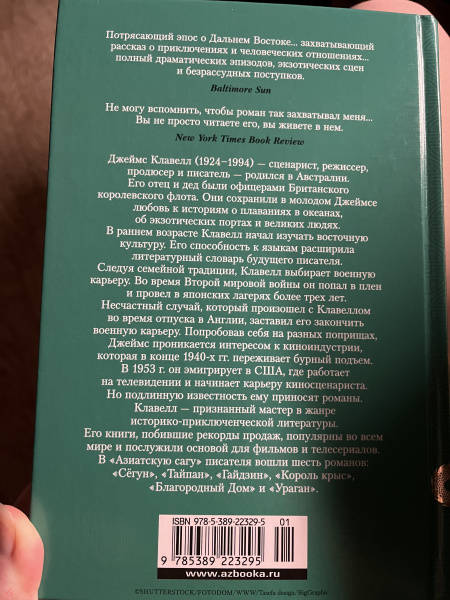 Потрясающий эпос о Дальнем Востоке... захватывающий
рассказ о приключениях и человеческих отношениях...
полный драматических эпизодов, экзотических сцен
и безрассудных поступков.
Baltimore Sun
Не могу вспомнить, чтобы роман так захватывал меня...
Вы не просто читаете его, вы живете в нем.
New York Times Book Review
Джеймс Клавелл (1924–1994) — сценарист, режиссер,
продюсер и писатель — родился в Австралии.
Его отец и дед были офицерами Британского
королевского флота. Они сохранили в молодом Джеймсе
любовь к историям о плаваниях в океанах,
об экзотических портах и великих людях.
В раннем возрасте Клавелл начал изучать восточную
культуру. Его способность к языкам расширила
литературный словарь будущего писателя.
Следуя семейной традиции, Клавелл выбирает военную
карьеру. Во время Второй мировой войны он попал в плен
и провел в японских лагерях более трех лет.
Несчастный случай, который произошел с Клавеллом
во время отпуска в Англии, заставил его закончить
военную карьеру. Попробовав себя на разных поприщах,
Джеймс проникается интересом к киноиндустрии,
которая в конце 1940-х гг. переживает бурный подъем.
В 1953 г. он эмигрирует в США, где работает
на телевидении и начинает карьеру киносценариста.
Но подлинную известность ему приносят романы.
Клавелл — признанный мастер в жанре
историко-приключенческой литературы.
Его книги, побившие рекорды продаж, популярны во всем
мире и послужили основой для фильмов и телесериалов.
В «Азиатскую сагу» писателя вошли шесть романов:
«Сёгун», «Тайпан», «Гайдзин», «Король крыс»,
«Благородный Дом» и «Ураган».
ISBN 978-5-389-22329-5 01
9 785389 223295
www.azbooka.ru
©SHUTTERSTOCK/FOTODOM/WWW/Tanda design/BigGraphic